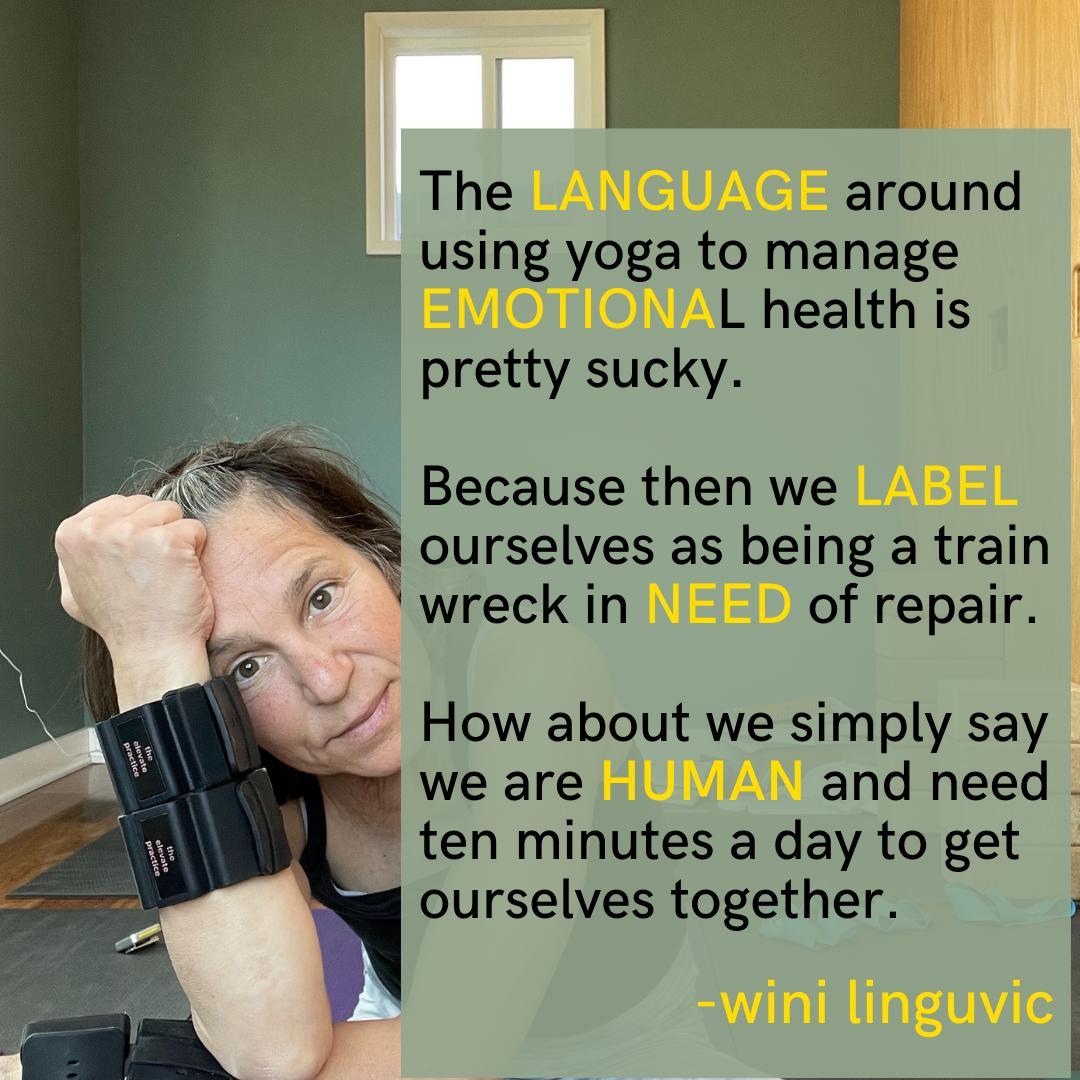 The LANGUAGE around
using yoga to manage
EMOTIONAL health is
pretty sucky.
Because then we LABEL
ourselves as being a train
wreck in NEED of repair.
How about we simply say
we are HUMAN and need
ten minutes a day to get
ourselves together.
-wini linguvic
the
elevate
practice
the
elevate
practice